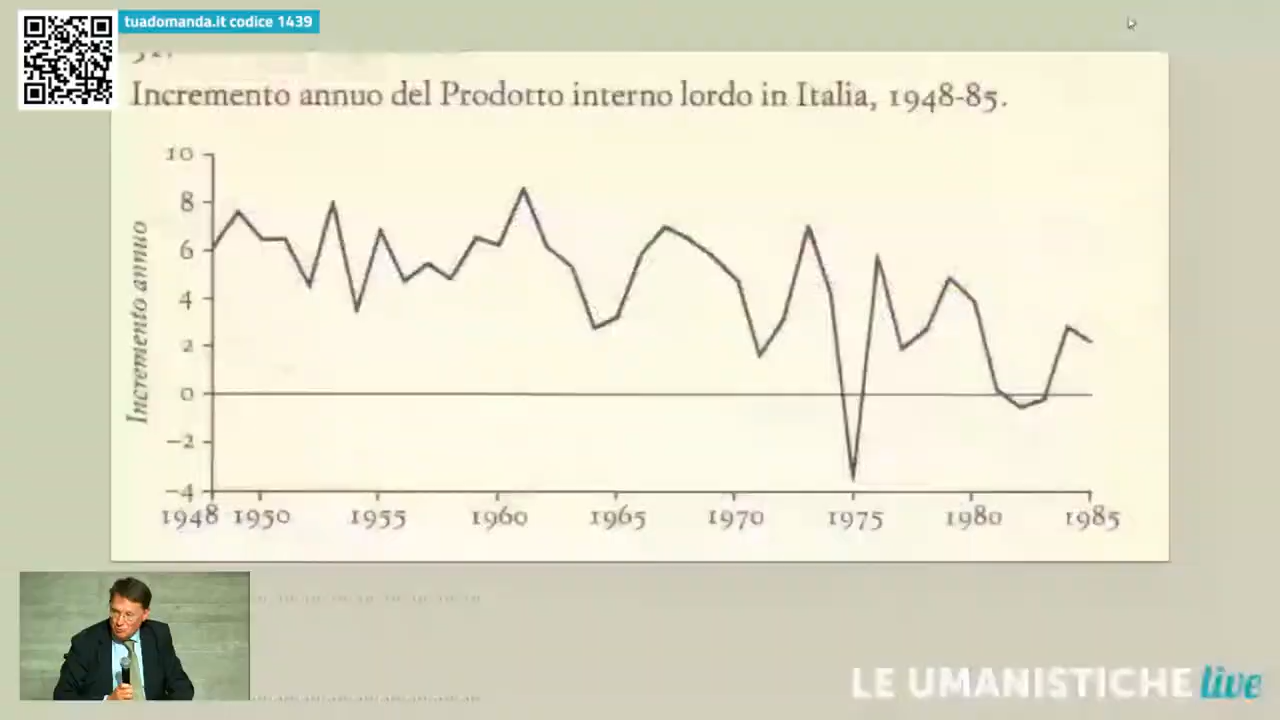 tuadomanda.it codice 1439
Incremento annuo del Prodotto interno lordo in Italia, 1948-85.
10
8
6
4
2
0
−2
−4
Incremento annuo
1948 1950 1955 1960 1965 1970 1975 1980 1985
LE UMANISTICHE live